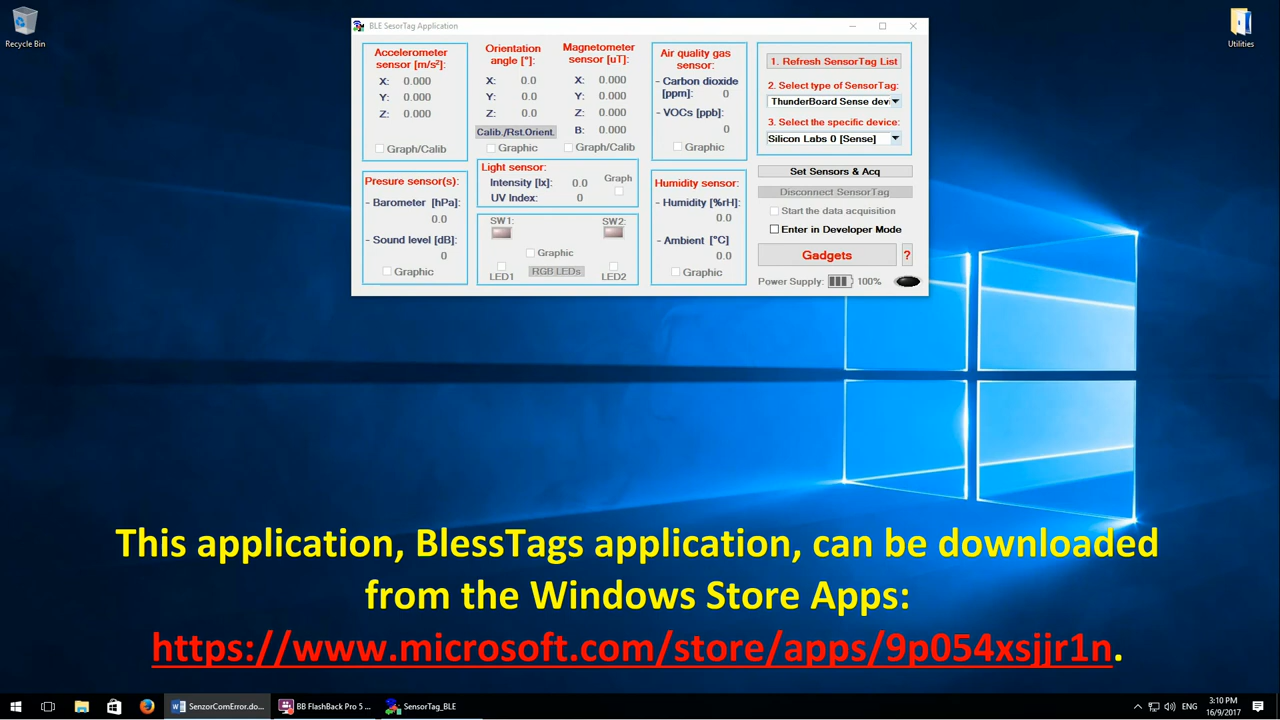 Recycle Bin
Utilities
BLE SesorTag Application
Accelerometer
sensor [m/s²]:
X: 0.000
Y: 0.000
Z: 0.000
Graph/Calib
Orientation
angle [°]:
X: 0.0
Y: 0.0
Z: 0.0
Calib./Rst.Orient.
Graphic
Magnetometer
sensor [uT]:
X: 0.000
Y: 0.000
Z: 0.000
B: 0.000
Graph/Calib
Air quality gas
sensor:
- Carbon dioxide
[ppm]: 0
- VOCs [ppb]:
0
Graphic
1. Refresh SensorTag List
2. Select type of SensorTag:
ThunderBoard Sense devi
3. Select the specific device:
Silicon Labs 0 [Sense]
Presure sensor(s):
- Barometer [hPa]:
0.0
- Sound level [dB]:
0
Graphic
Light sensor:
Intensity [lx]: 0.0
UV Index: 0
Graph
SW1:
SW2:
Graphic
LED1
RGB LEDs
LED2
Humidity sensor:
- Humidity [%rH]:
0.0
- Ambient [°C]
0.0
Graphic
Set Sensors & Acq
Disconnect SensorTag
Start the data acquisition
Enter in Developer Mode
Gadgets
?
Power Supply: 100%
This application, BlessTags application, can be downloaded
from the Windows Store Apps:
https://www.microsoft.com/store/apps/9p054xsjjr1n.
SenzorComError.do...
BB FlashBack Pro 5 ...
SensorTag_BLE
ENG
3:10 PM
16/9/2017